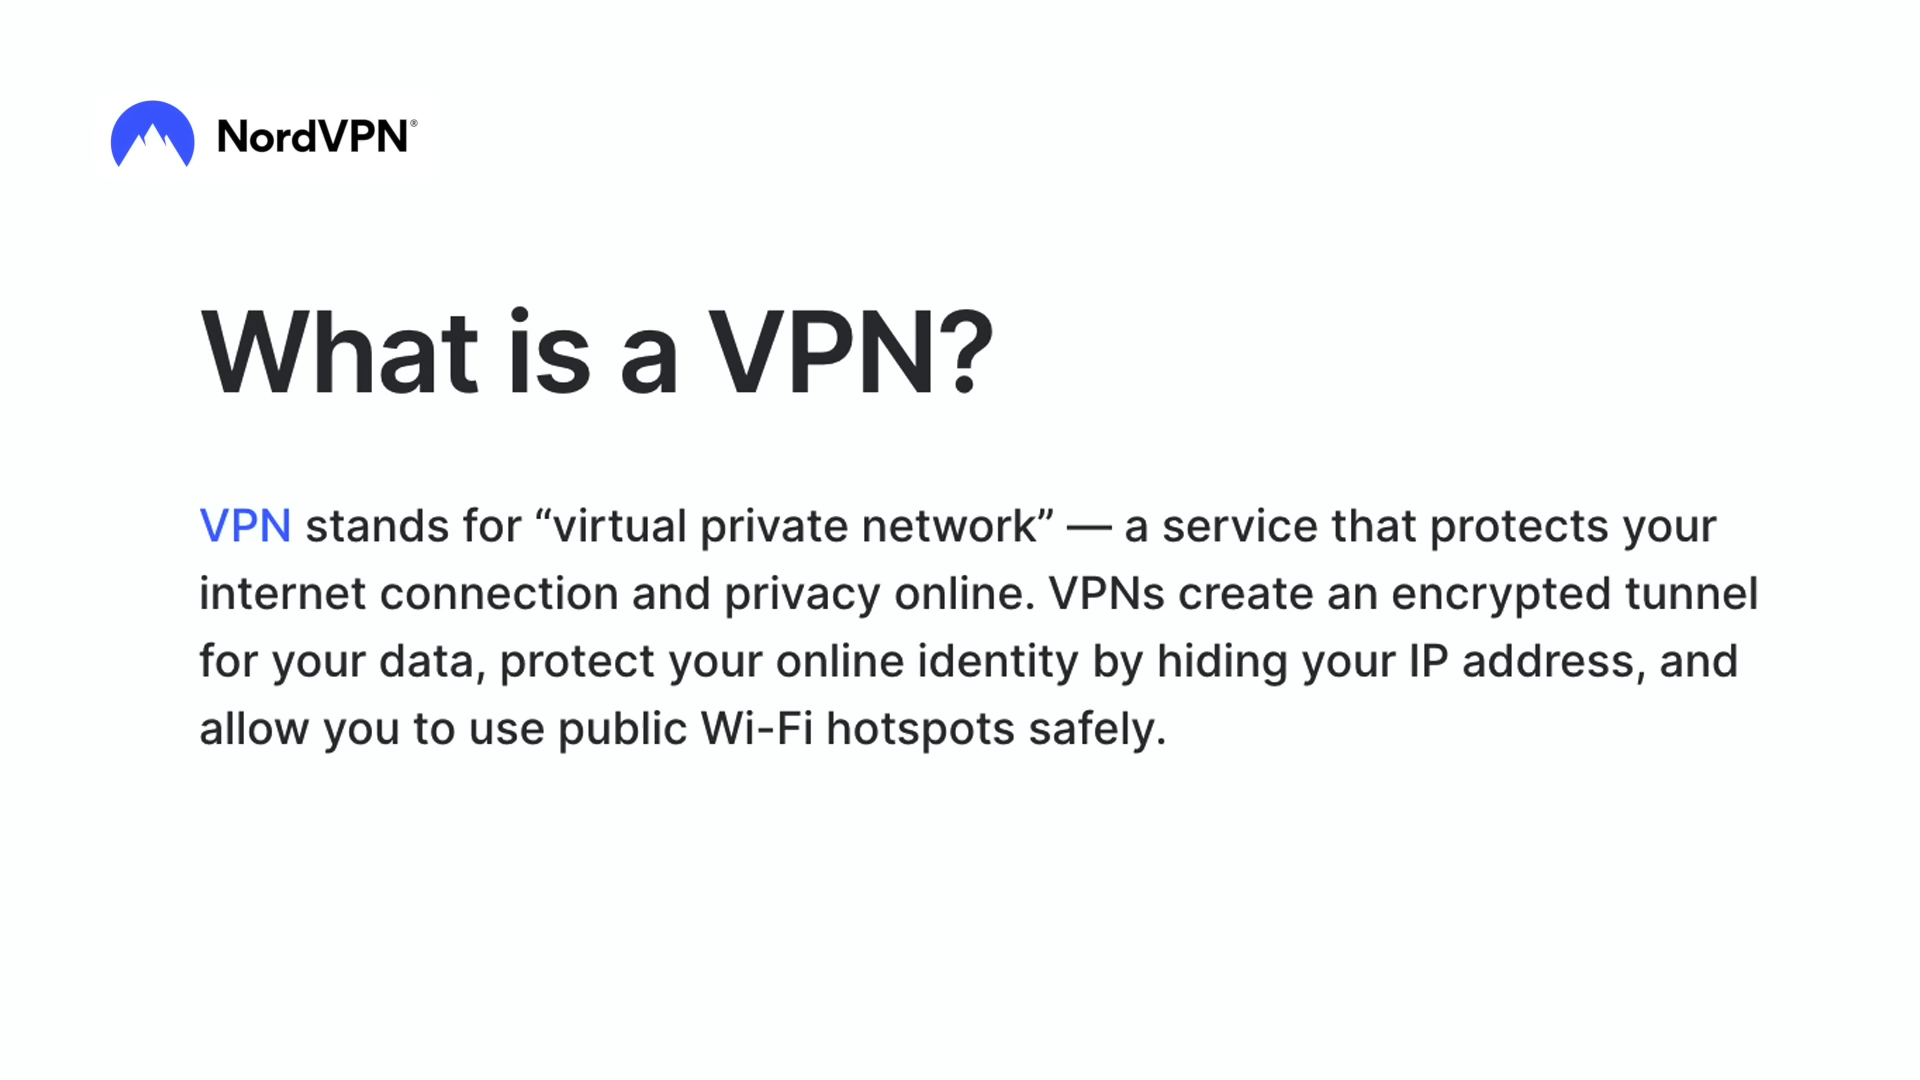 NordVPN®
What is a VPN?
VPN stands for “virtual private network” — a service that protects your
internet connection and privacy online. VPNs create an encrypted tunnel
for your data, protect your online identity by hiding your IP address, and
allow you to use public Wi-Fi hotspots safely.